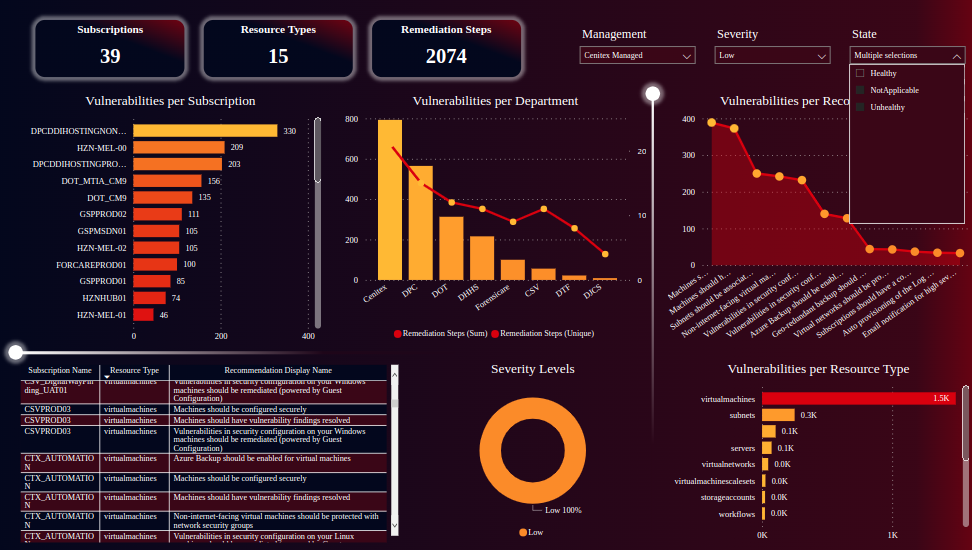 Subscriptions
39
Resource Types
15
Remediation Steps
2074
Management
Cenitex Managed
Severity
Low
State
Multiple selections
Healthy
NotApplicable
Unhealthy
Vulnerabilities per Subscription
DPCDDIHOSTINGNON... 330
HZN-MEL-00 209
DPCDDIHOSTINGPRO... 203
DOT_MTIA_CM9 156
DOT_CM9 135
GSPPROD02 111
GSPMSDN01 105
HZN-MEL-02 105
FORCAREPROD01 100
GSPPROD01 85
HZNHUB01 74
HZN-MEL-01 46
0 200 400
Vulnerabilities per Department
800
600
400
200
0
20
10
0
Cenitex DPC DOT DHHS Forensicare CSV DTF DJCS
Remediation Steps (Sum) Remediation Steps (Unique)
Vulnerabilities per Reco
400
300
200
100
0
Machines s...
Machines should h...
Subnets should be associat...
Non-internet-facing virtual ma...
Vulnerabilities in security conf...
Vulnerabilities in security conf...
Azure Backup should be enabl...
Geo-redundant backup should ...
Virtual networks should be pro...
Subscriptions should have a co...
Auto provisioning of the Log ...
Email notification for high sev...
Subscription Name Resource Type Recommendation Display Name
CSV_DigitalWayFin
ding_UAT01 virtualmachines Vulnerabilities in security configuration on your Windows
machines should be remediated (powered by Guest
Configuration)
CSVPROD03 virtualmachines Machines should be configured securely
CSVPROD03 virtualmachines Machines should have vulnerability findings resolved
CSVPROD03 virtualmachines Vulnerabilities in security configuration on your Windows
machines should be remediated (powered by Guest
Configuration)
CTX_AUTOMATIO
N virtualmachines Azure Backup should be enabled for virtual machines
CTX_AUTOMATIO
N virtualmachines Machines should be configured securely
CTX_AUTOMATIO
N virtualmachines Machines should have vulnerability findings resolved
CTX_AUTOMATIO
N virtualmachines Non-internet-facing virtual machines should be protected with
network security groups
CTX_AUTOMATIO virtualmachines Vulnerabilities in security configuration on your Linux
Severity Levels
Low 100%
Low
Vulnerabilities per Resource Type
virtualmachines 1.5K
subnets 0.3K
0.1K
servers 0.1K
virtualnetworks 0.0K
virtualmachinescalesets 0.0K
storageaccounts 0.0K
workflows 0.0K
0K 1K